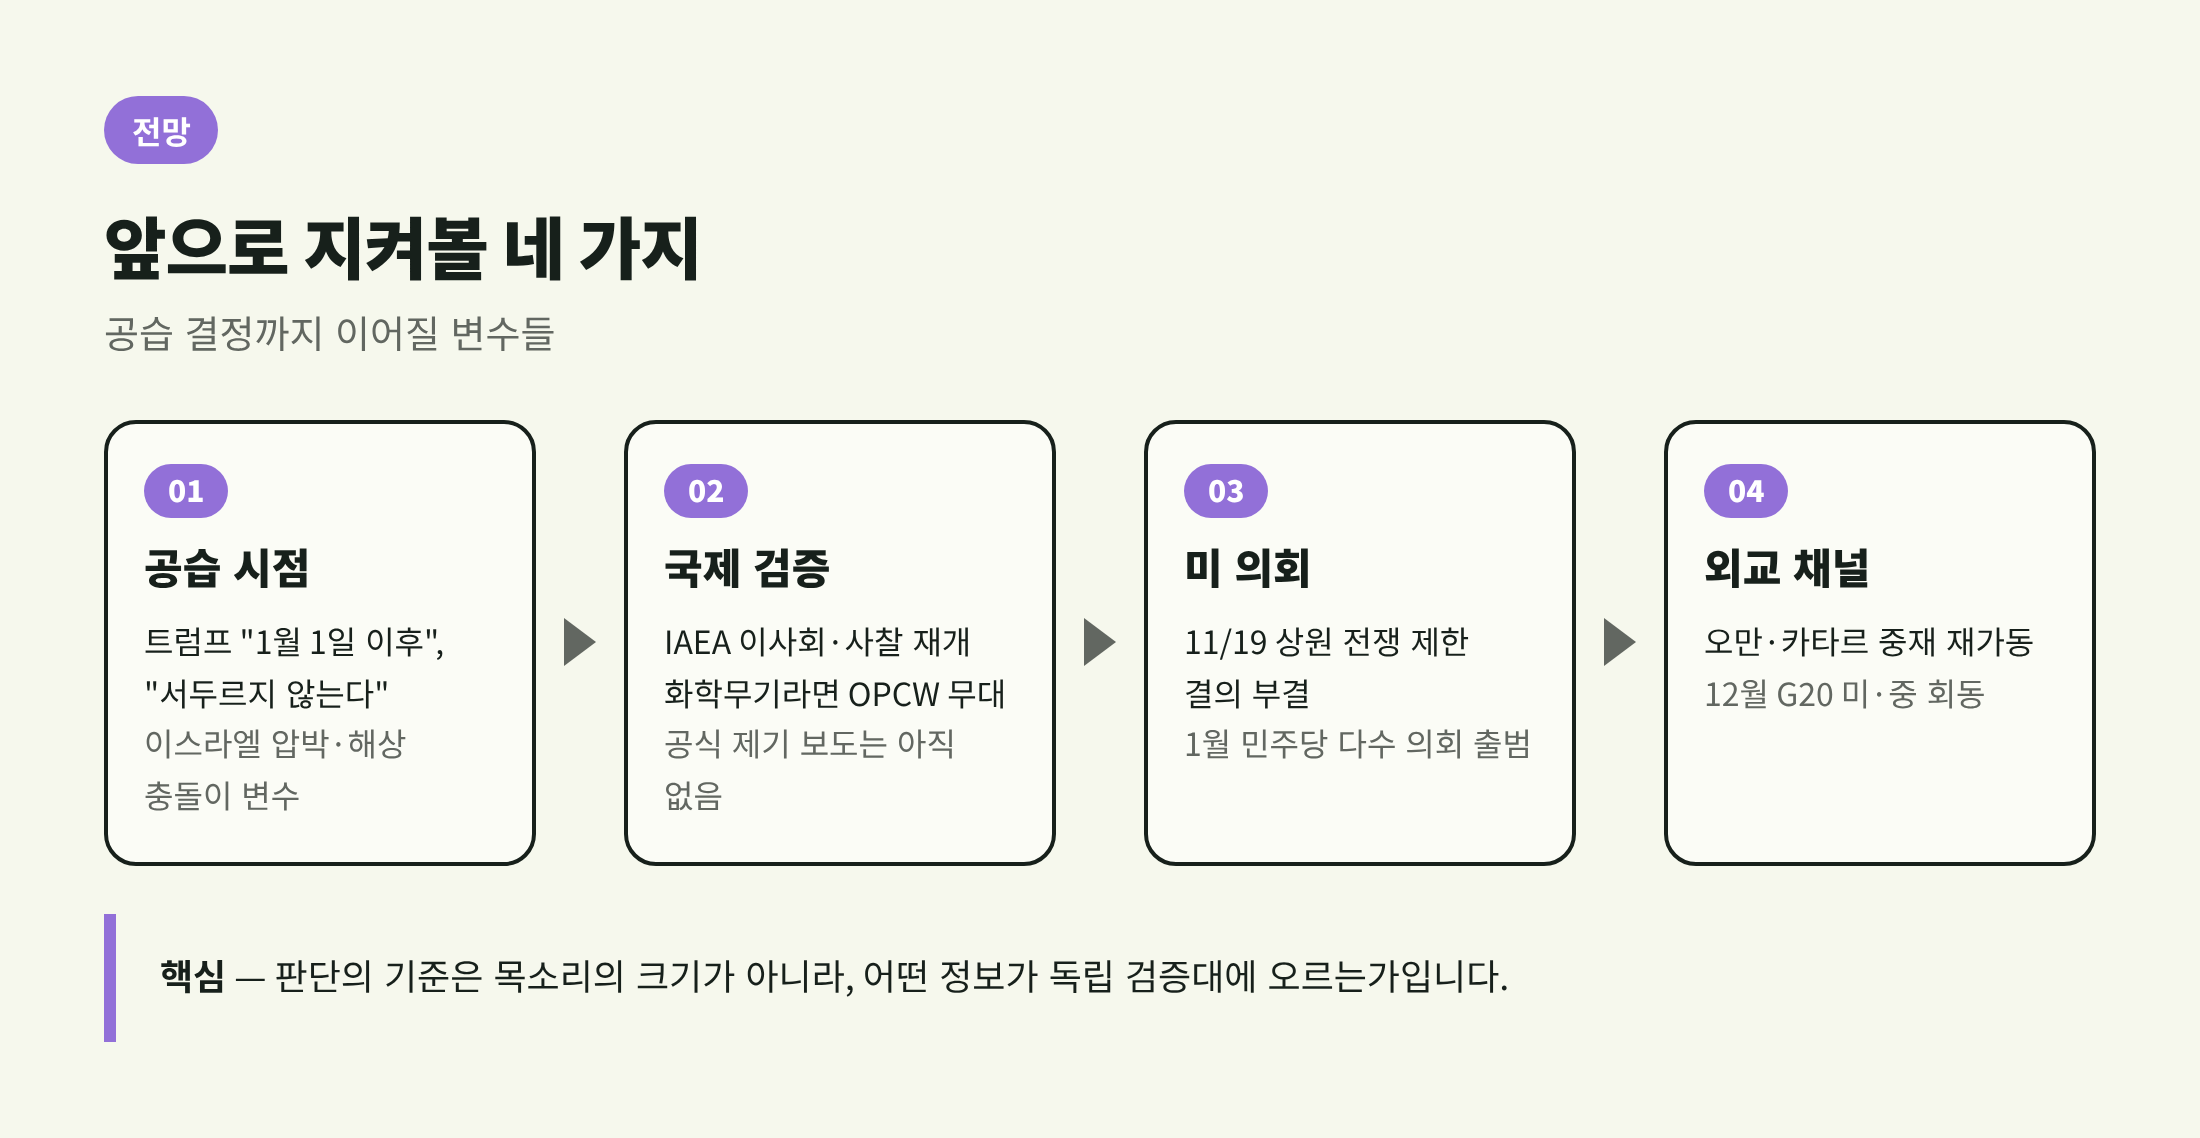 전망
앞으로 지켜볼 네 가지
공습 결정까지 이어질 변수들
01
공습 시점
트럼프 "1월 1일 이후",
"서두르지 않는다"
이스라엘 압박·해상
충돌이 변수
02
국제 검증
IAEA 이사회·사찰 재개
화학무기라면 OPCW 무대
공식 제기 보도는 아직
없음
03
미 의회
11/19 상원 전쟁 제한
결의 부결
1월 민주당 다수 의회 출범
04
외교 채널
오만·카타르 중재 재가동
12월 G20 미·중 회동
핵심 — 판단의 기준은 목소리의 크기가 아니라, 어떤 정보가 독립 검증대에 오르는가입니다.